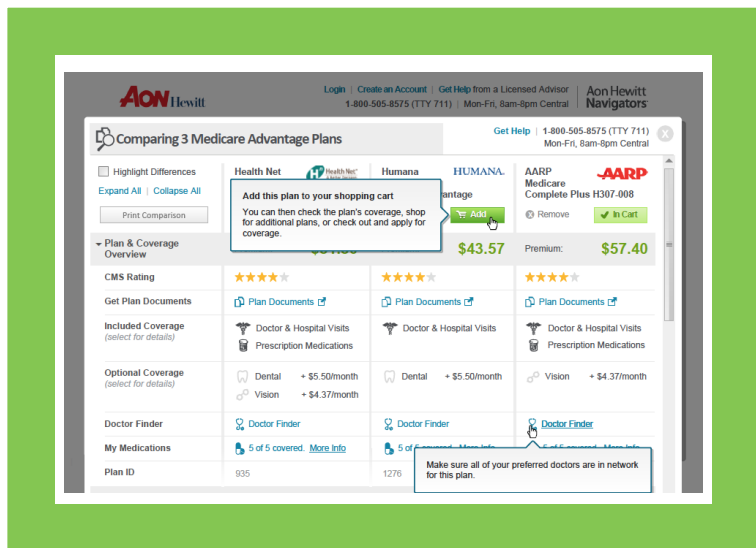 AON Hewitt
Login | Create an Account | Get Help from a Licensed Advisor
1-800-505-8575 (TTY 711) | Mon-Fri, 8am-8pm Central
Aon Hewitt
Navigators
Comparing 3 Medicare Advantage Plans
Get Help | 1-800-505-8575 (TTY 711)
Mon-Fri, 8am-8pm Central
X
Highlight Differences
Expand All | Collapse All
Print Comparison
Health Net
Health Net
Humana
HUMANA.
AARP
Medicare
Complete Plus H307-008
AARP
Add this plan to your shopping cart
You can then check the plan's coverage, shop
for additional plans, or check out and apply for
coverage.
Add
Remove
In Cart
Plan & Coverage
Overview
$43.57
Premium: $57.40
CMS Rating
Get Plan Documents
Plan Documents
Plan Documents
Plan Documents
Included Coverage
(select for details)
Doctor & Hospital Visits
Prescription Medications
Doctor & Hospital Visits
Doctor & Hospital Visits
Prescription Medications
Optional Coverage
(select for details)
Dental + $5.50/month
Vision + $4.37/month
Dental + $5.50/month
Vision + $4.37/month
Doctor Finder
Doctor Finder
Doctor Finder
Doctor Finder
My Medications
5 of 5 covered. More Info
Make sure all of your preferred doctors are in network
for this plan.
Plan ID
935
1276